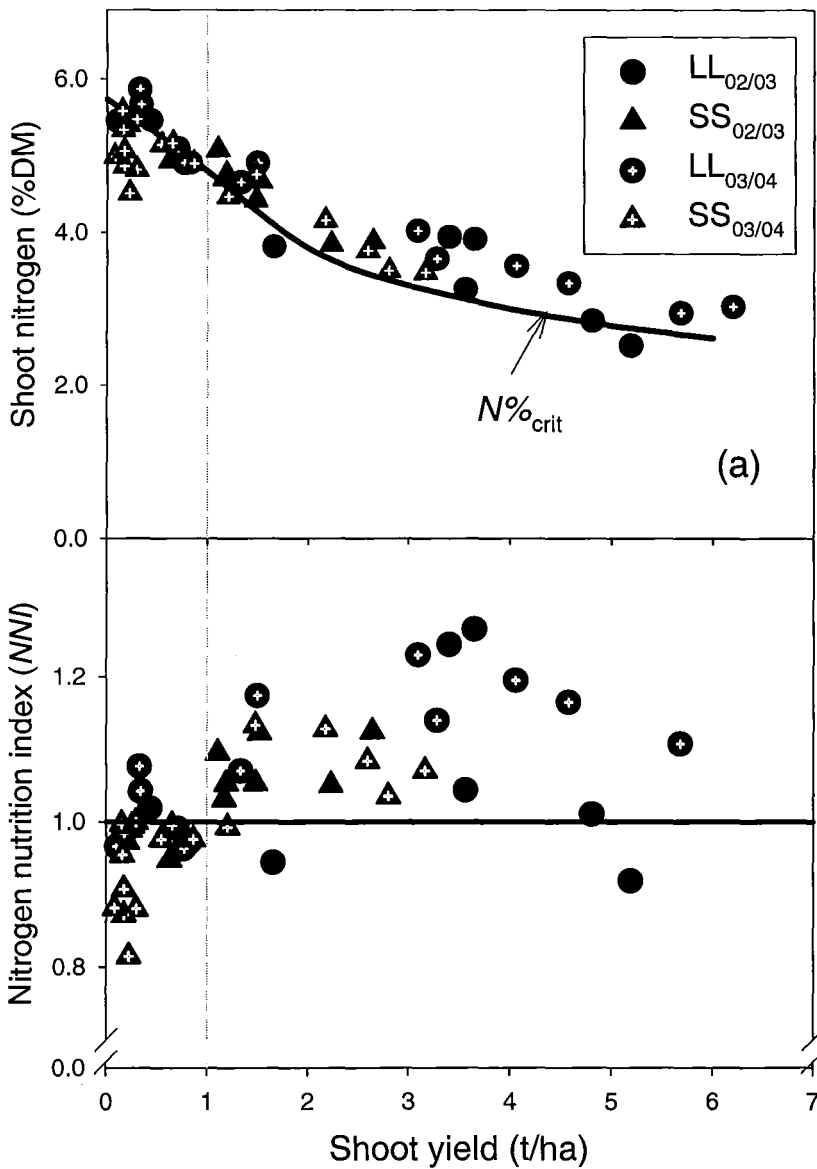 Shoot nitrogen (%DM)
6.0
4.0
2.0
0.0
LL02/03
SS02/03
LL03/04
SS03/04
N%crit
(a)
Nitrogen nutrition index (NNI)
1.2
1.0
0.8
0.0
0 1 2 3 4 5 6 7
Shoot yield (t/ha)